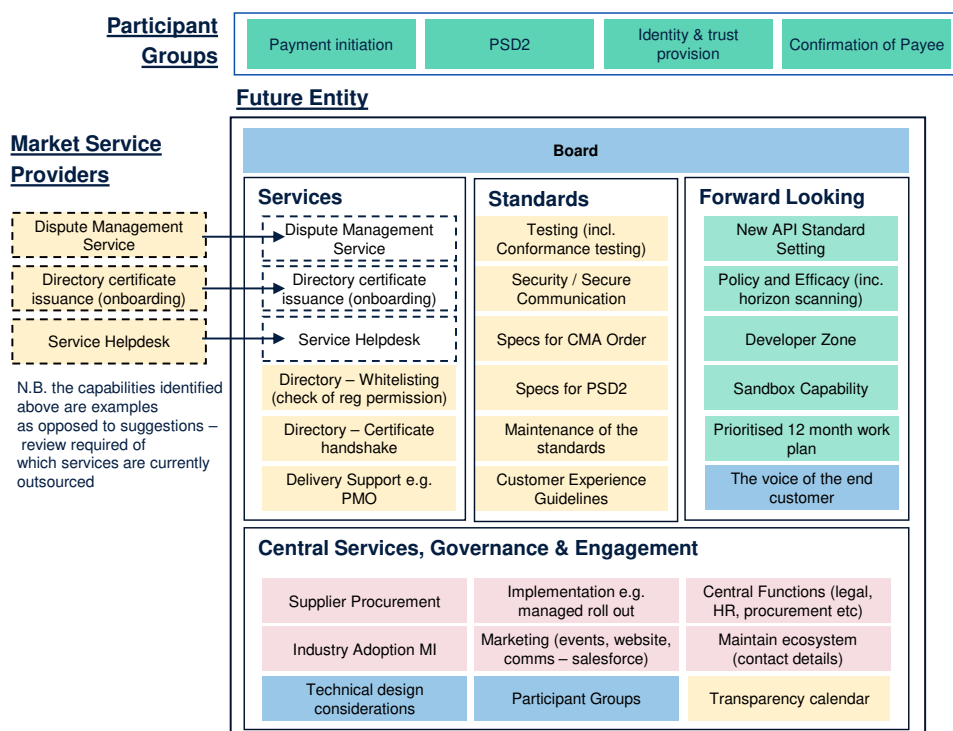 Participant
Groups
Payment initiation
PSD2
Identity & trust
provision
Confirmation of Payee
Future Entity
Market Service
Providers
Dispute Management
Service
Directory certificate
issuance (onboarding)
Service Helpdesk
N.B. the capabilities identified
above are examples
as opposed to suggestions –
review required of
which services are currently
outsourced
Board
Services
Dispute Management
Service
Directory certificate
issuance (onboarding)
Service Helpdesk
Directory – Whitelisting
(check of reg permission)
Directory – Certificate
handshake
Delivery Support e.g.
PMO
Standards
Testing (incl.
Conformance testing)
Security / Secure
Communication
Specs for CMA Order
Specs for PSD2
Maintenance of the
standards
Customer Experience
Guidelines
Forward Looking
New API Standard
Setting
Policy and Efficacy (inc.
horizon scanning)
Developer Zone
Sandbox Capability
Prioritised 12 month work
plan
The voice of the end
customer
Central Services, Governance & Engagement
Supplier Procurement
Implementation e.g.
managed roll out
Central Functions (legal,
HR, procurement etc)
Industry Adoption MI
Marketing (events, website,
comms – salesforce)
Maintain ecosystem
(contact details)
Technical design
considerations
Participant Groups
Transparency calendar